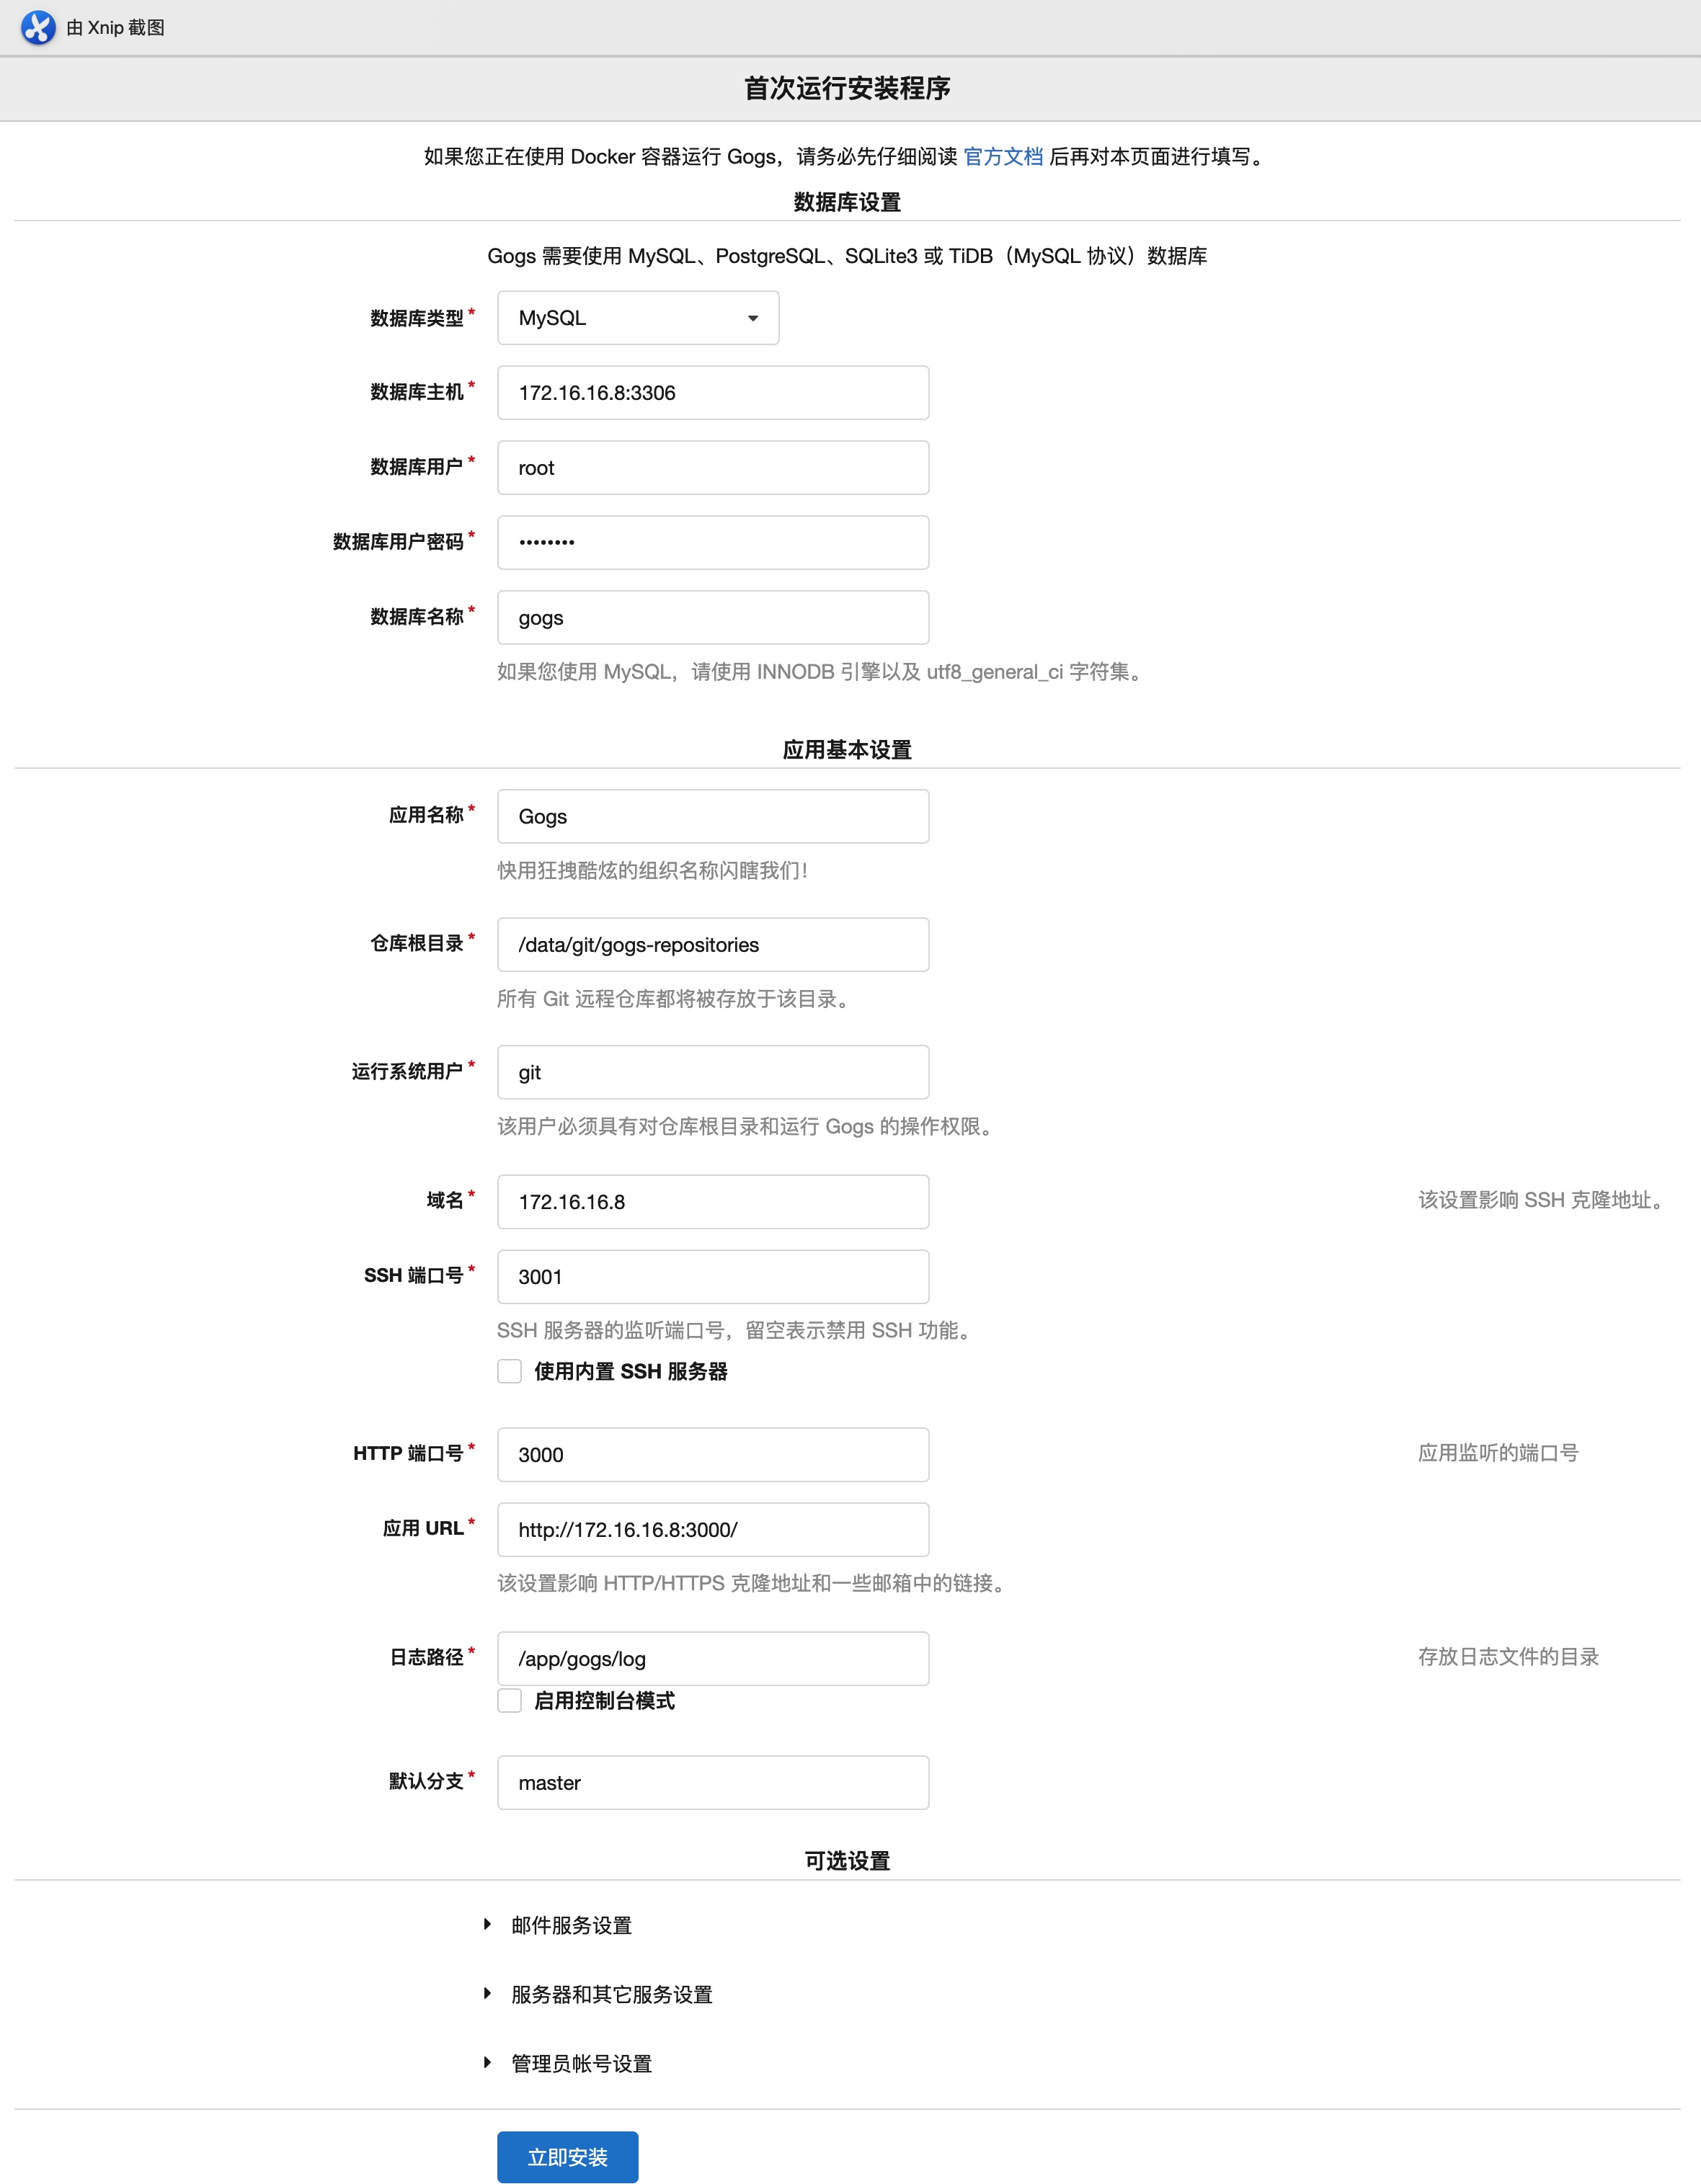 由 Xnip 截图
首次运行安装程序
如果您正在使用 Docker 容器运行 Gogs，请务必先仔细阅读 官方文档 后再对本页面进行填写。
数据库设置
Gogs 需要使用 MySQL、PostgreSQL、SQLite3 或 TiDB（MySQL 协议）数据库
数据库类型* MySQL
数据库主机* 172.16.16.8:3306
数据库用户* root
数据库用户密码* ••••••••
数据库名称* gogs
如果您使用 MySQL，请使用 INNODB 引擎以及 utf8_general_ci 字符集。
应用基本设置
应用名称* Gogs
快用狂拽酷炫的组织名称闪瞎我们！
仓库根目录* /data/git/gogs-repositories
所有 Git 远程仓库都将被存放于该目录。
运行系统用户* git
该用户必须具有对仓库根目录和运行 Gogs 的操作权限。
域名* 172.16.16.8 该设置影响 SSH 克隆地址。
SSH 端口号* 3001
SSH 服务器的监听端口号，留空表示禁用 SSH 功能。
使用内置 SSH 服务器
HTTP 端口号* 3000 应用监听的端口号
应用 URL* http://172.16.16.8:3000/
该设置影响 HTTP/HTTPS 克隆地址和一些邮箱中的链接。
日志路径* /app/gogs/log 存放日志文件的目录
启用控制台模式
默认分支* master
可选设置
邮件服务设置
服务器和其它服务设置
管理员帐号设置
立即安装